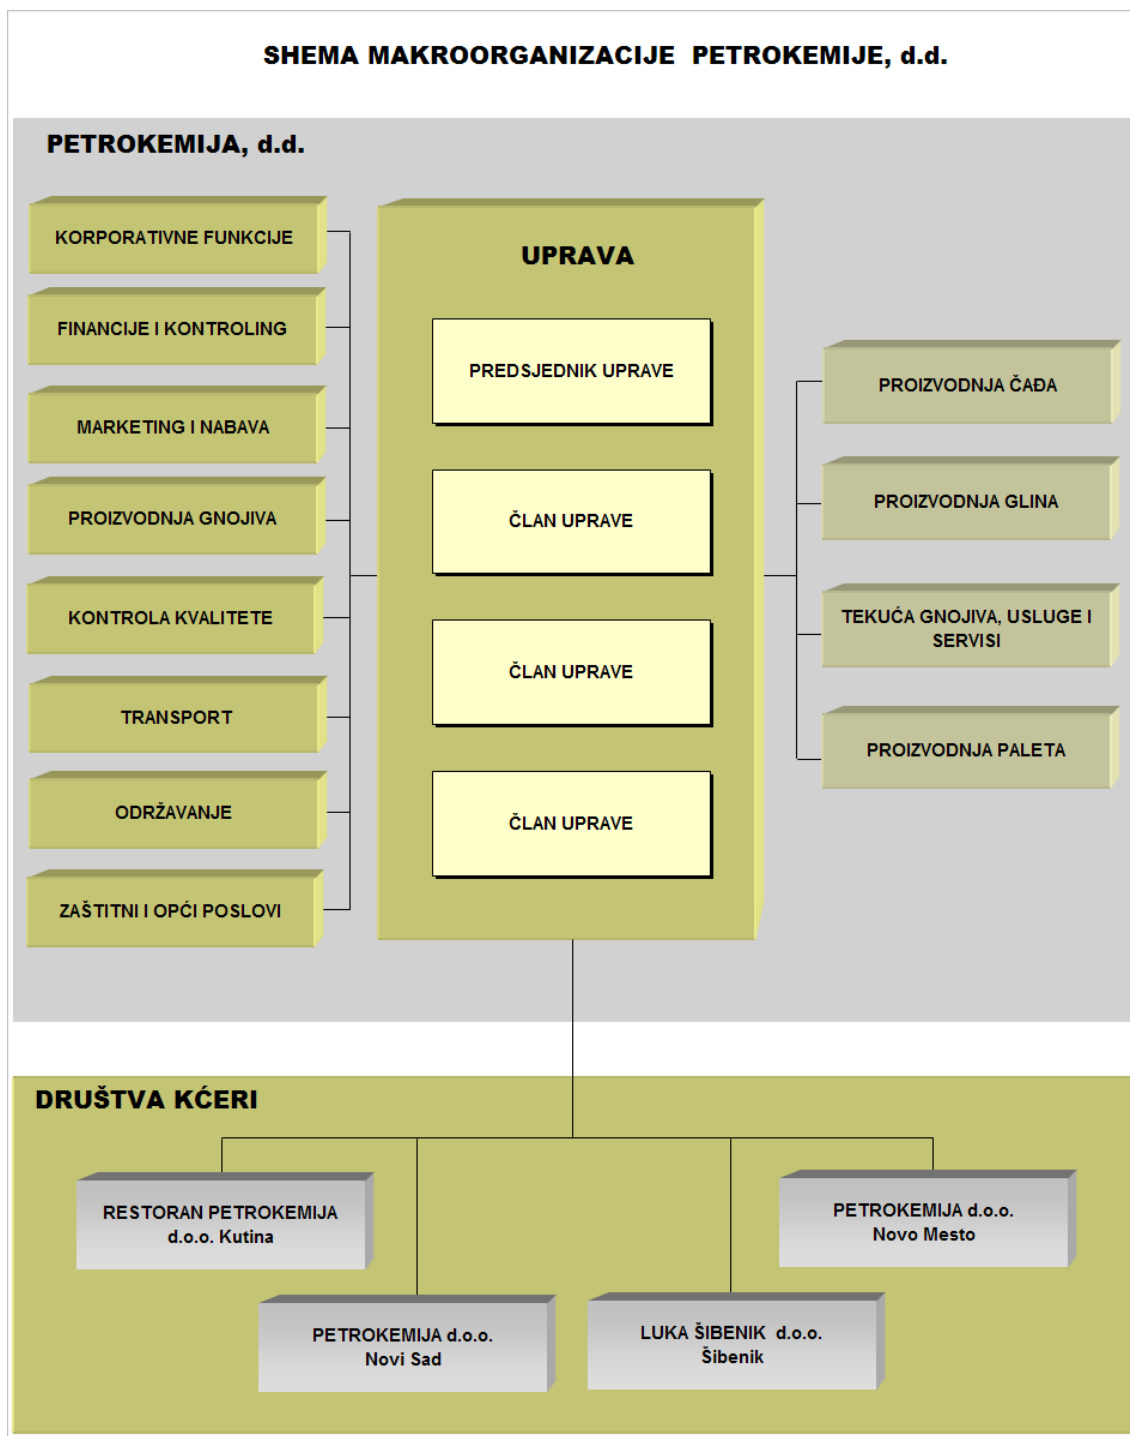 SHEMA MAKROORGANIZACIJE PETROKEMIJE, d.d.
PETROKEMIJA, d.d.
KORPORATIVNE FUNKCIJE
FINANCIJE I KONTROLING
MARKETING I NABAVA
PROIZVODNJA GNOJIVA
KONTROLA KVALITETE
TRANSPORT
ODRŽAVANJE
ZAŠTITNI I OPĆI POSLOVI
UPRAVA
PREDSJEDNIK UPRAVE
ČLAN UPRAVE
ČLAN UPRAVE
ČLAN UPRAVE
PROIZVODNJA ČAĐA
PROIZVODNJA GLINA
TEKUĆA GNOJIVA, USLUGE I
SERVISI
PROIZVODNJA PALETA
DRUŠTVA KĆERI
RESTORAN PETROKEMIJA
d.o.o. Kutina
PETROKEMIJA d.o.o.
Novi Sad
LUKA ŠIBENIK d.o.o.
Šibenik
PETROKEMIJA d.o.o.
Novo Mesto